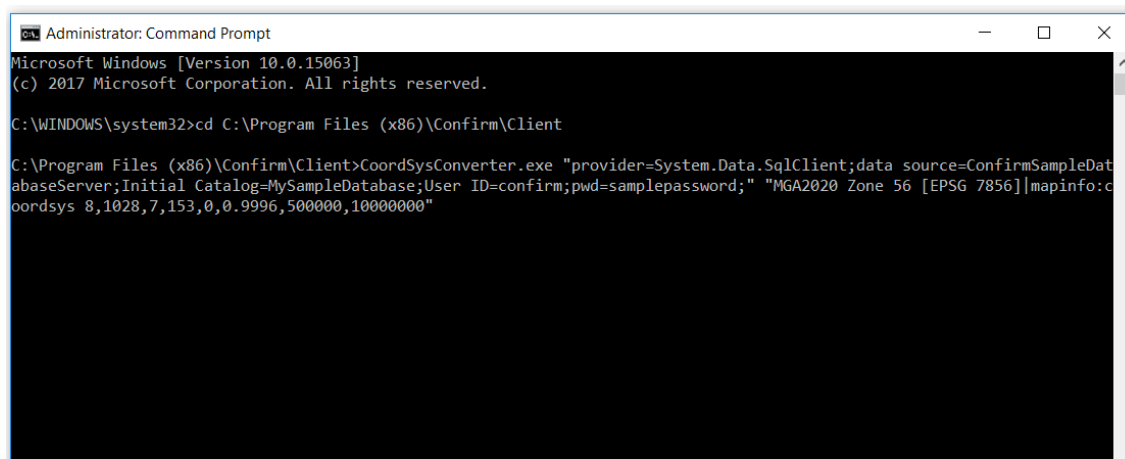 Administrator: Command Prompt
Microsoft Windows [Version 10.0.15063]
(c) 2017 Microsoft Corporation. All rights reserved.
C:\WINDOWS\system32>cd C:\Program Files (x86)\Confirm\Client
C:\Program Files (x86)\Confirm\Client>CoordSysConverter.exe "provider=System.Data.SqlClient;data source=ConfirmSampleDat
abaseServer;Initial Catalog=MySampleDatabase;User ID=confirm;pwd=samplepassword;" "MGA2020 Zone 56 [EPSG 7856]|mapinfo:c
oordsys 8,1028,7,153,0,0.9996,500000,10000000"